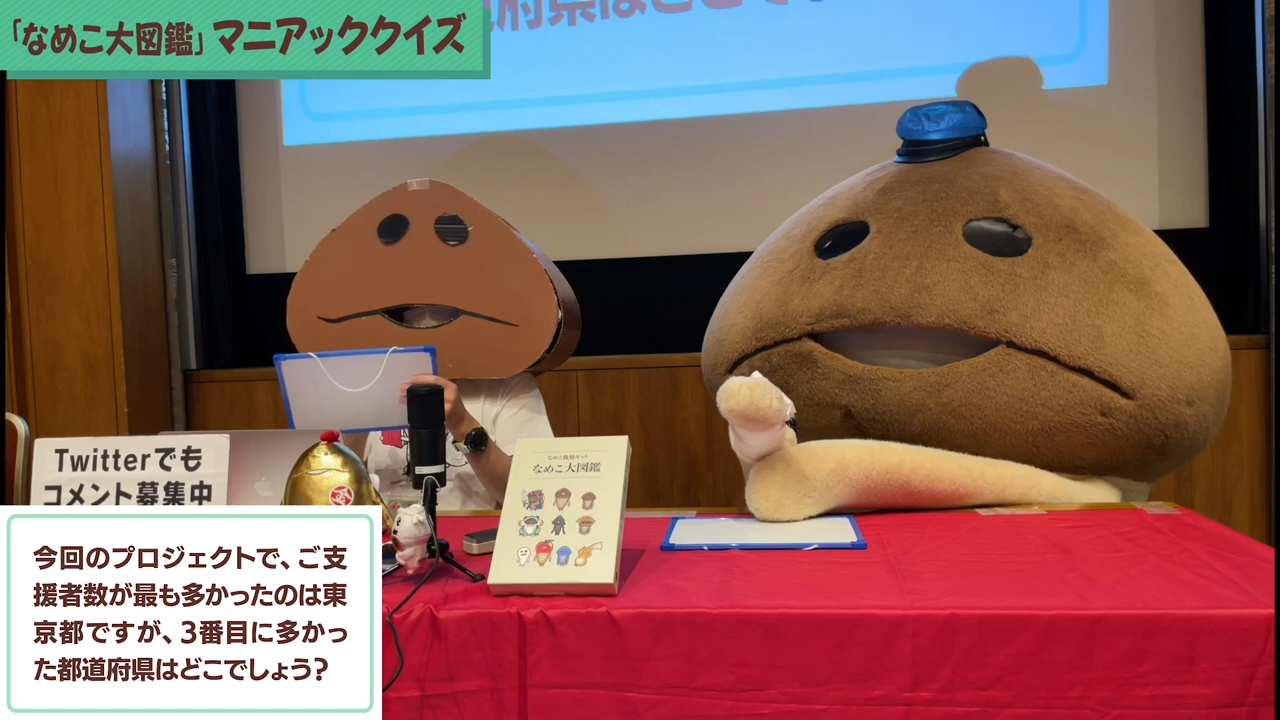 「なめこ大図鑑」マニアッククイズ
府県はどこで
Twitterでも
コメント募集中
なめこ栽培キット
なめこ大図鑑
今回のプロジェクトで、ご支
援者数が最も多かったのは東
京都ですが、3番目に多かっ
た都道府県はどこでしょう?